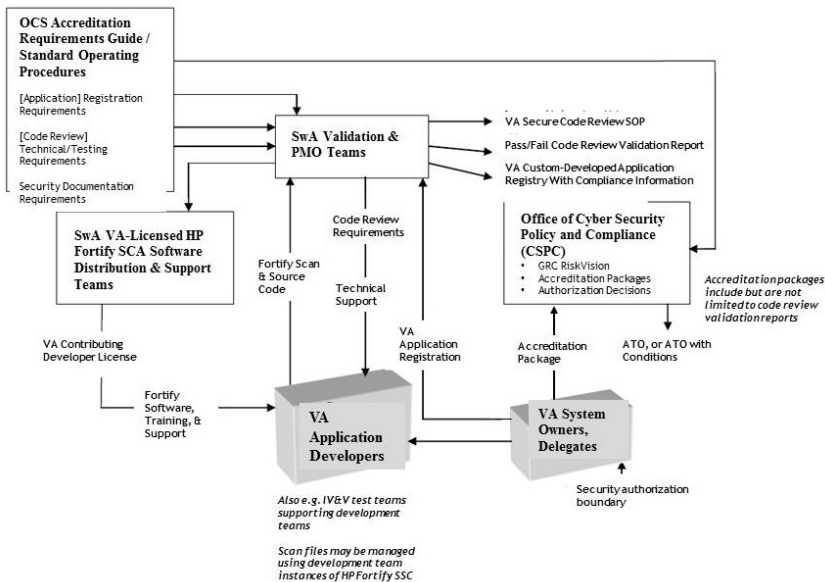 OCS Accreditation
Requirements Guide /
Standard Operating
Procedures
[Application] Registration
Requirements
[Code Review]
Technical/Testing
Requirements
Security Documentation
Requirements
SwA Validation &
PMO Teams
VA Secure Code Review SOP
Pass/Fail Code Review Validation Report
VA Custom-Developed Application
Registry With Compliance Information
SwA VA-Licensed HP
Fortify SCA Software
Distribution & Support
Teams
Fortify Scan
& Source
Code
Code Review
Requirements
Technical
Support
VA
Application
Registration
Office of Cyber Security
Policy and Compliance
(CSPC)
• GRC RiskVision
• Accreditation Packages
• Authorization Decisions
Accreditation packages
include but are not
limited to code review
validation reports
VA Contributing
Developer License
Accreditation
Package
ATO, or ATO with
Conditions
Fortify
Software,
Training, &
Support
VA
Application
Developers
VA System
Owners,
Delegates
Security authorization
boundary
Also e.g. IV&V test teams
supporting development
teams
Scan files may be managed
using development team
instances of HP Fortify SSC